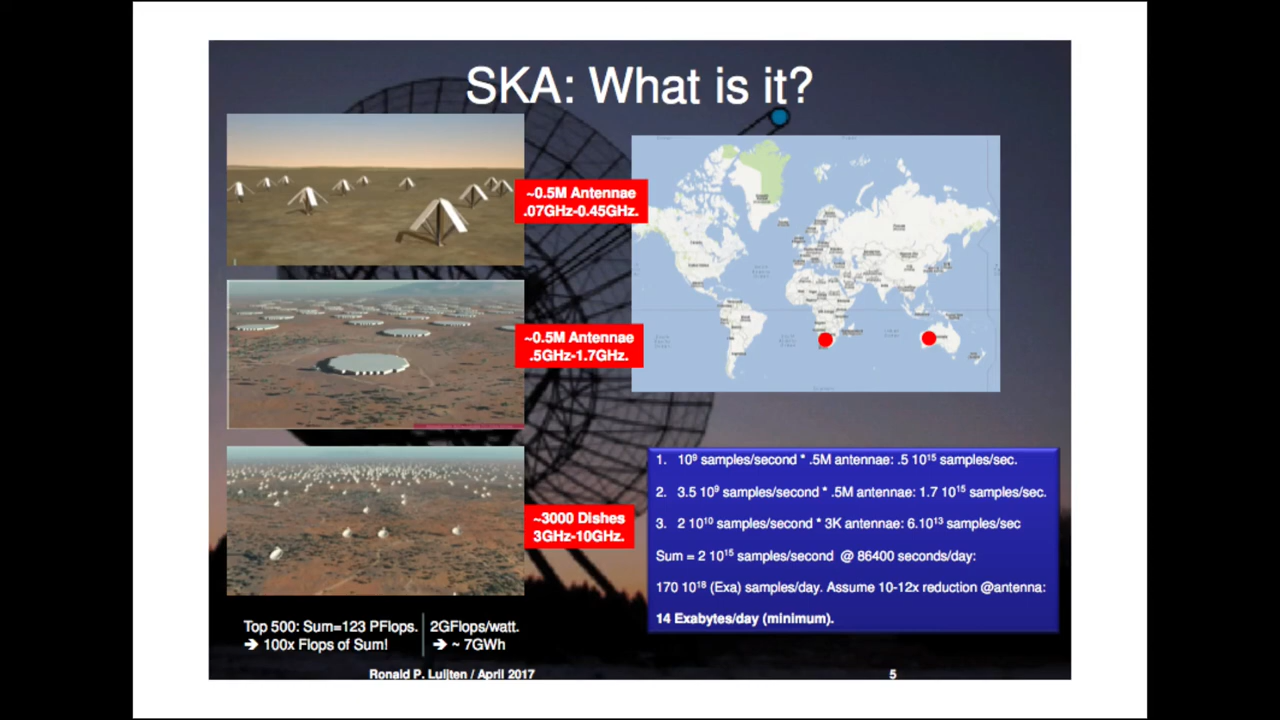 SKA: What is it?
~0.5M Antennae
.07GHz-0.45GHz.
~0.5M Antennae
.5GHz-1.7GHz.
~3000 Dishes
3GHz-10GHz.
1. 10⁹ samples/second * .5M antennae: .5 10¹⁵ samples/sec.
2. 3.5 10⁹ samples/second * .5M antennae: 1.7 10¹⁵ samples/sec.
3. 2 10¹⁰ samples/second * 3K antennae: 6.10¹³ samples/sec
Sum = 2 10¹⁵ samples/second @ 86400 seconds/day:
170 10¹⁸ (Exa) samples/day. Assume 10-12x reduction @antenna:
14 Exabytes/day (minimum).
Top 500: Sum=123 PFlops.
➔ 100x Flops of Sum!
2GFlops/watt.
➔ ~ 7GWh
Ronald P. Luijten / April 2017
5